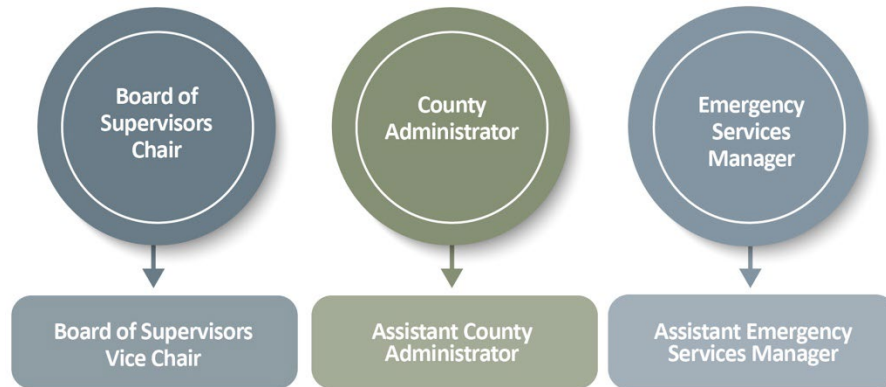 Board of
Supervisors
Chair
County
Administrator
Emergency
Services
Manager
Board of Supervisors
Vice Chair
Assistant County
Administrator
Assistant Emergency
Services Manager